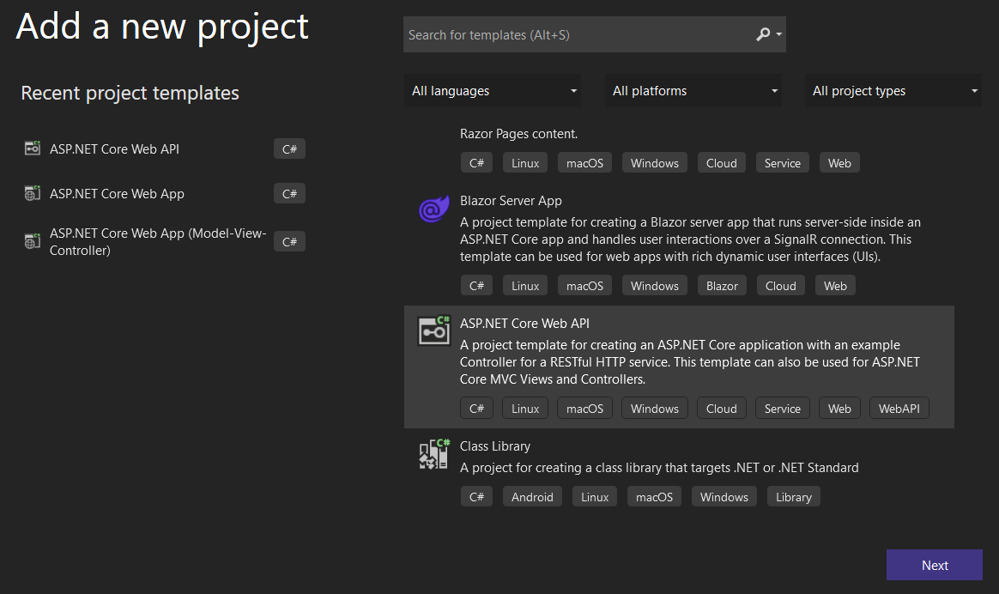 Add a new project
Search for templates (Alt+S)
Recent project templates
All languages
All platforms
All project types
ASP.NET Core Web API
C#
ASP.NET Core Web App
C#
ASP.NET Core Web App (Model-View-
Controller)
C#
Razor Pages content.
C# Linux macOS Windows Cloud Service Web
Blazor Server App
A project template for creating a Blazor server app that runs server-side inside an
ASP.NET Core app and handles user interactions over a SignalR connection. This
template can be used for web apps with rich dynamic user interfaces (UIs).
C# Linux macOS Windows Blazor Cloud Web
ASP.NET Core Web API
A project template for creating an ASP.NET Core application with an example
Controller for a RESTful HTTP service. This template can also be used for ASP.NET
Core MVC Views and Controllers.
C# Linux macOS Windows Cloud Service Web WebAPI
Class Library
A project for creating a class library that targets .NET or .NET Standard
C# Android Linux macOS Windows Library
Next